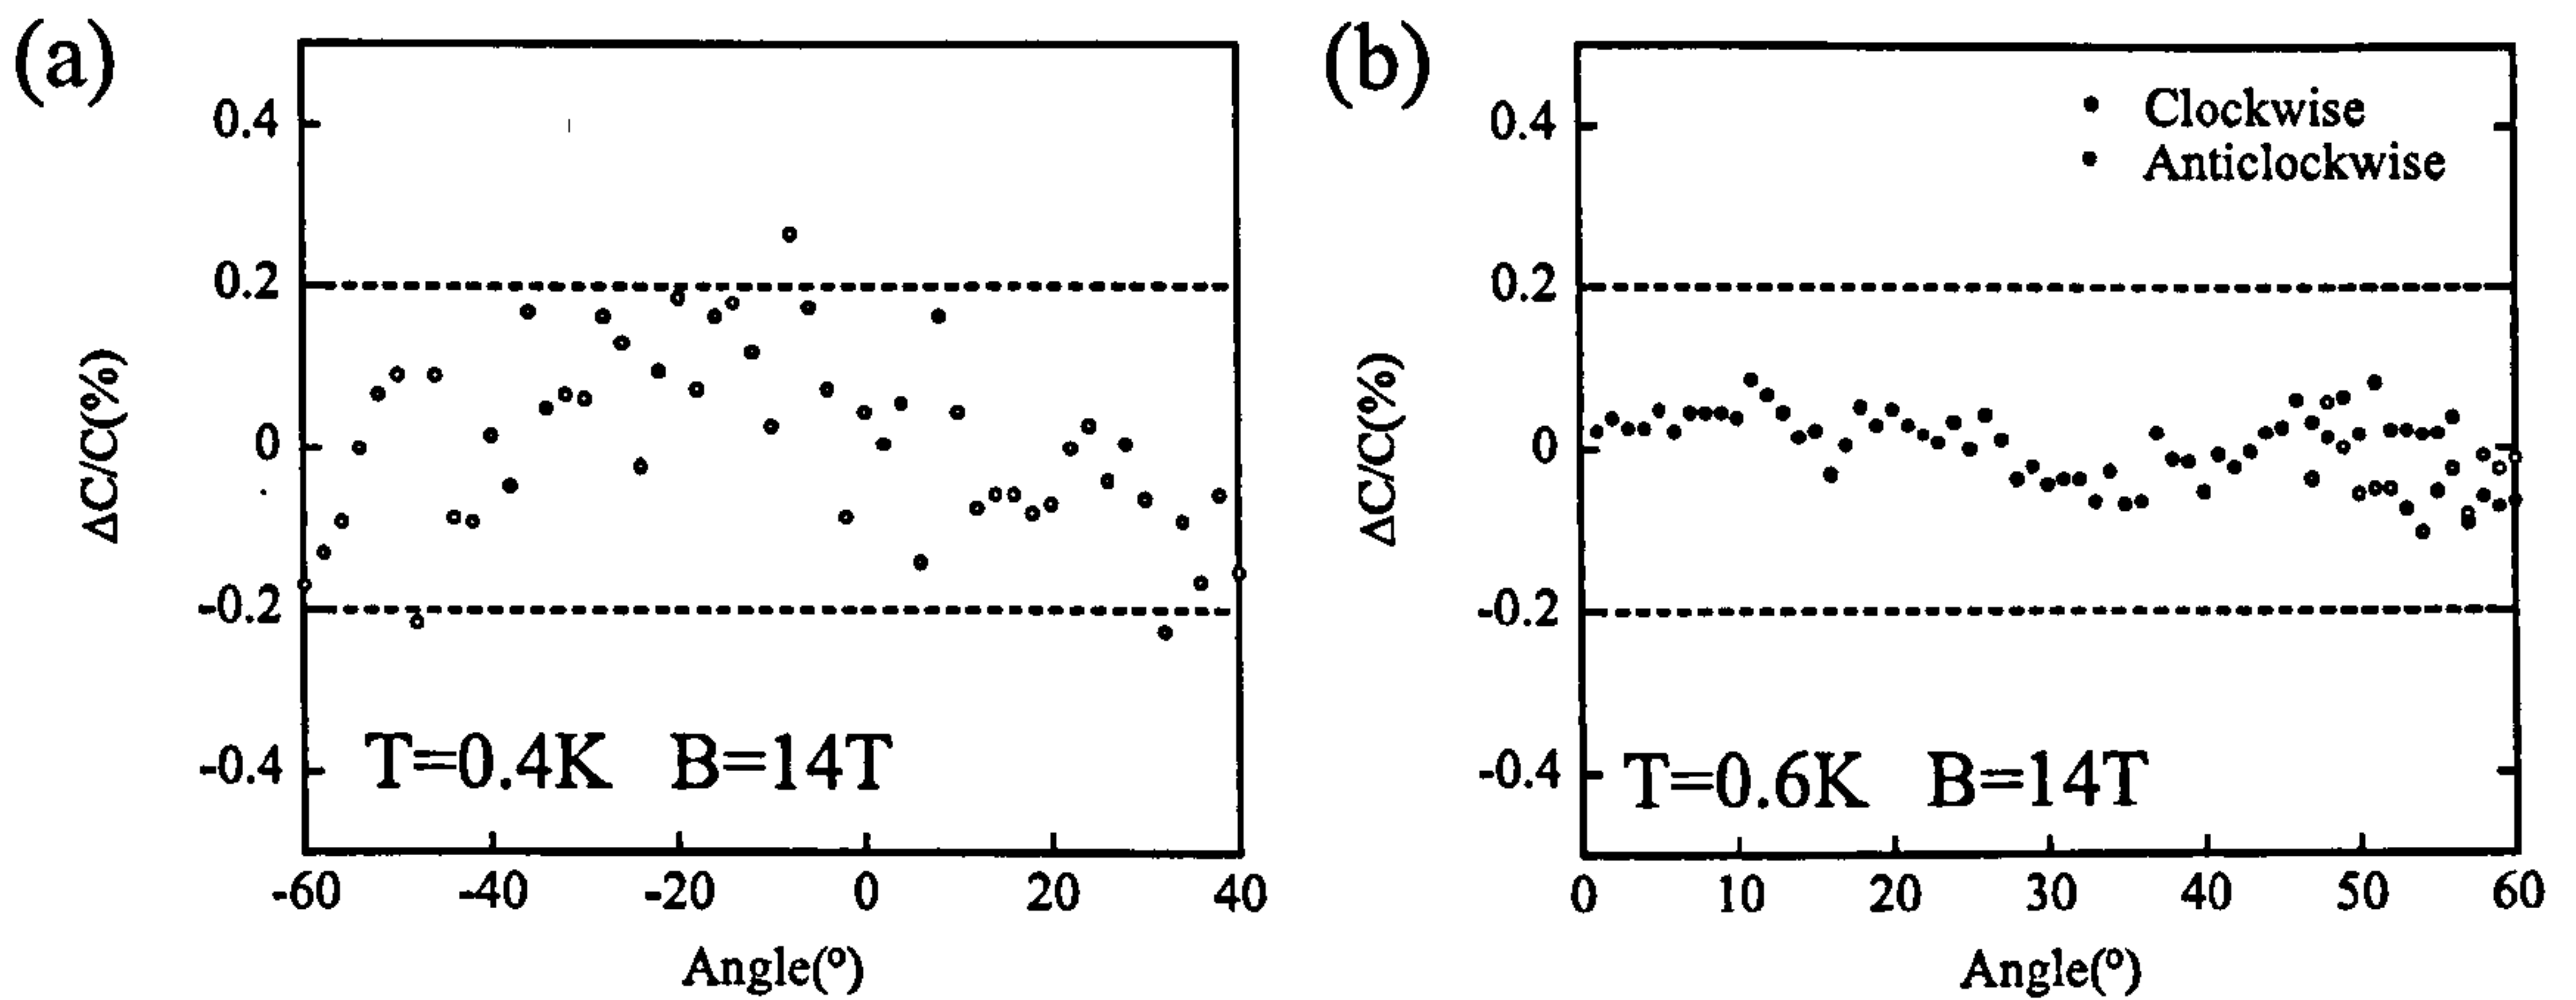 (a)
0.4
0.2
0
-0.2
-0.4
ΔC/C(%)
T=0.4K B=14T
-60 -40 -20 0 20 40
Angle(º)
(b)
Clockwise
Anticlockwise
0.4
0.2
0
-0.2
-0.4
ΔC/C(%)
T=0.6K B=14T
0 10 20 30 40 50 60
Angle(º)